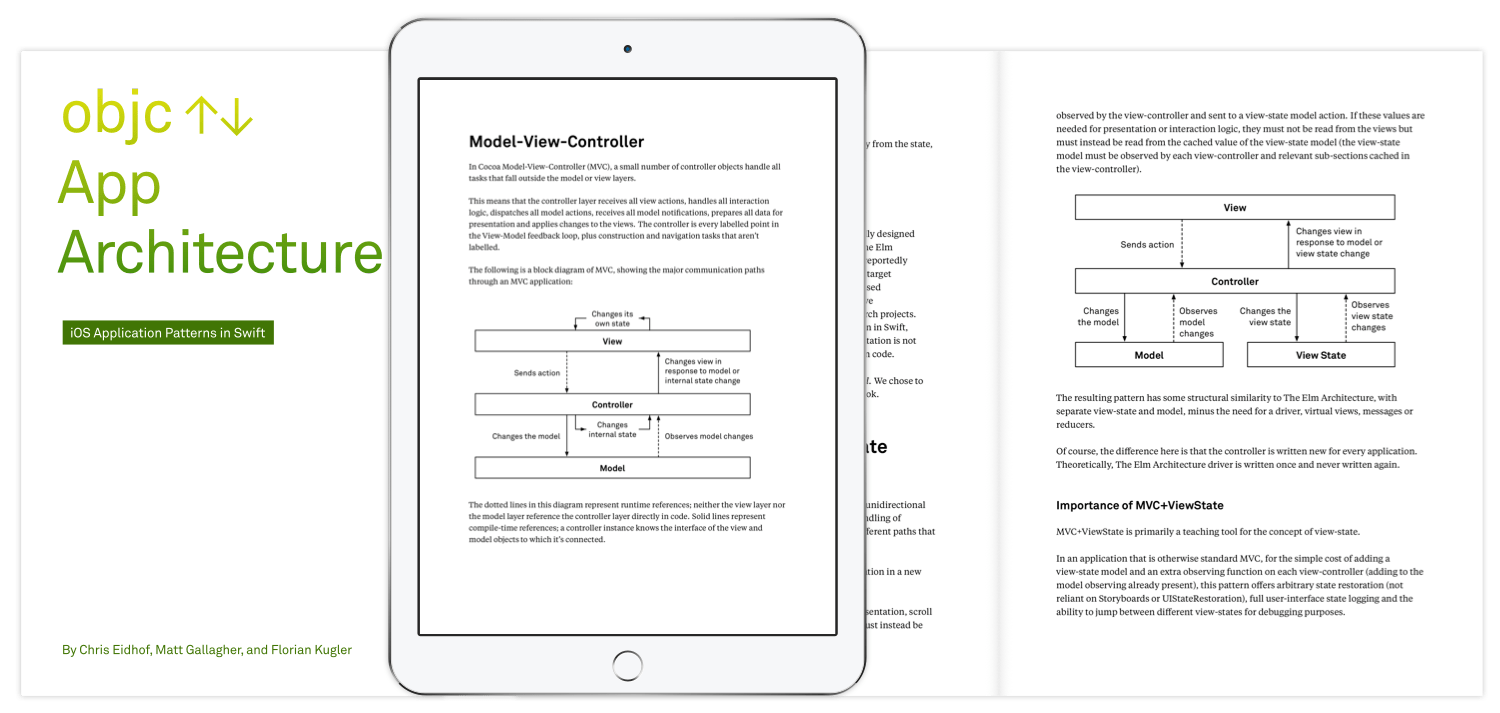 objc ↑↓
App
Architecture
iOS Application Patterns in Swift
By Chris Eidhof, Matt Gallagher, and Florian Kugler
Model-View-Controller
In Cocoa Model-View-Controller (MVC), a small number of controller objects handle all
tasks that fall outside the model or view layers.
This means that the controller layer receives all view actions, handles all interaction
logic, dispatches all model actions, receives all model notifications, prepares all data for
presentation and applies changes to the views. The controller is every labelled point in
the View-Model feedback loop, plus construction and navigation tasks that aren't
labelled.
The following is a block diagram of MVC, showing the major communication paths
through an MVC application:
Changes its
own state
View
Sends action
Changes view in
response to model or
internal state change
Controller
Changes the model
Changes
internal state
Observes model changes
Model
The dotted lines in this diagram represent runtime references; neither the view layer nor
the model layer reference the controller layer directly in code. Solid lines represent
compile-time references; a controller instance knows the interface of the view and
model objects to which it's connected.
from the state,
designed
Elm
reportedly
target
projects.
in Swift,
is not
code.
We chose to
unidirectional
of
paths that
in a new
scroll
instead be
observed by the view-controller and sent to a view-state model action. If these values are
needed for presentation or interaction logic, they must not be read from the views but
must instead be read from the cached value of the view-state model (the view-state
model must be observed by each view-controller and relevant sub-sections cached in
the view-controller).
View
Sends action
Changes view in
response to model or
view state change
Controller
Changes
the model
Observes
model
changes
Changes the
view state
Observes
view state
changes
Model
View State
The resulting pattern has some structural similarity to The Elm Architecture, with
separate view-state and model, minus the need for a driver, virtual views, messages or
reducers.
Of course, the difference here is that the controller is written new for every application.
Theoretically, The Elm Architecture driver is written once and never written again.
Importance of MVC+ViewState
MVC+ViewState is primarily a teaching tool for the concept of view-state.
In an application that is otherwise standard MVC, for the simple cost of adding a
view-state model and an extra observing function on each view-controller (adding to the
model observing already present), this pattern offers arbitrary state restoration (not
reliant on Storyboards or UIStateRestoration), full user-interface state logging and the
ability to jump between different view-states for debugging purposes.